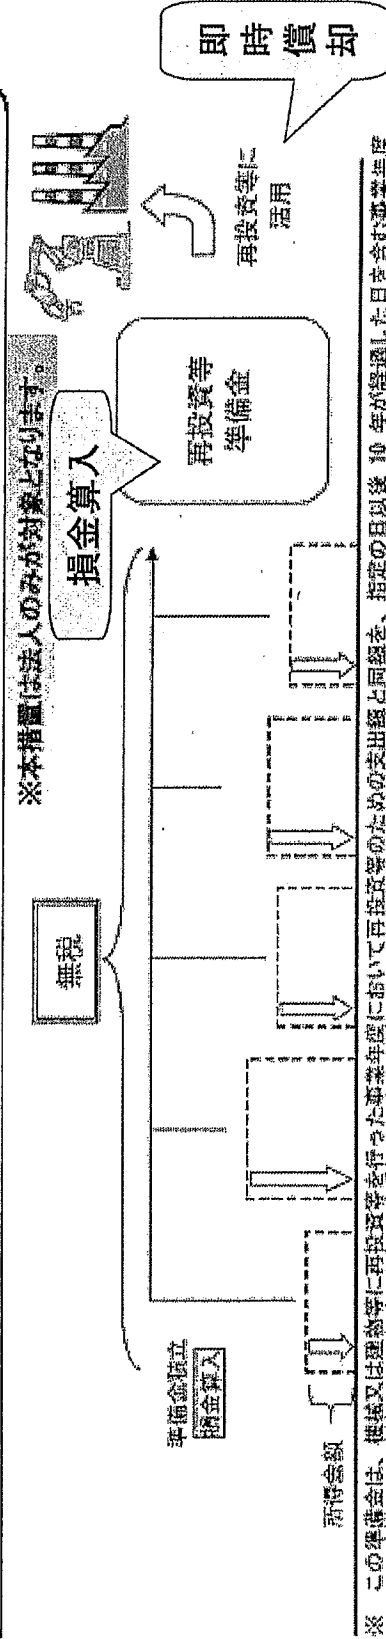 ※本措置は法人のみが対象となります。
無税
損金算入
即時償却
準備金積立
損金算入
再投資等
準備金
再投資等に
活用
所得金額
※ この準備金は、機械又は建物等に再投資等を行った事業年度において再投資等のための支出額と同額を、指定の日以後 10 年が経過した日を含む事業年度